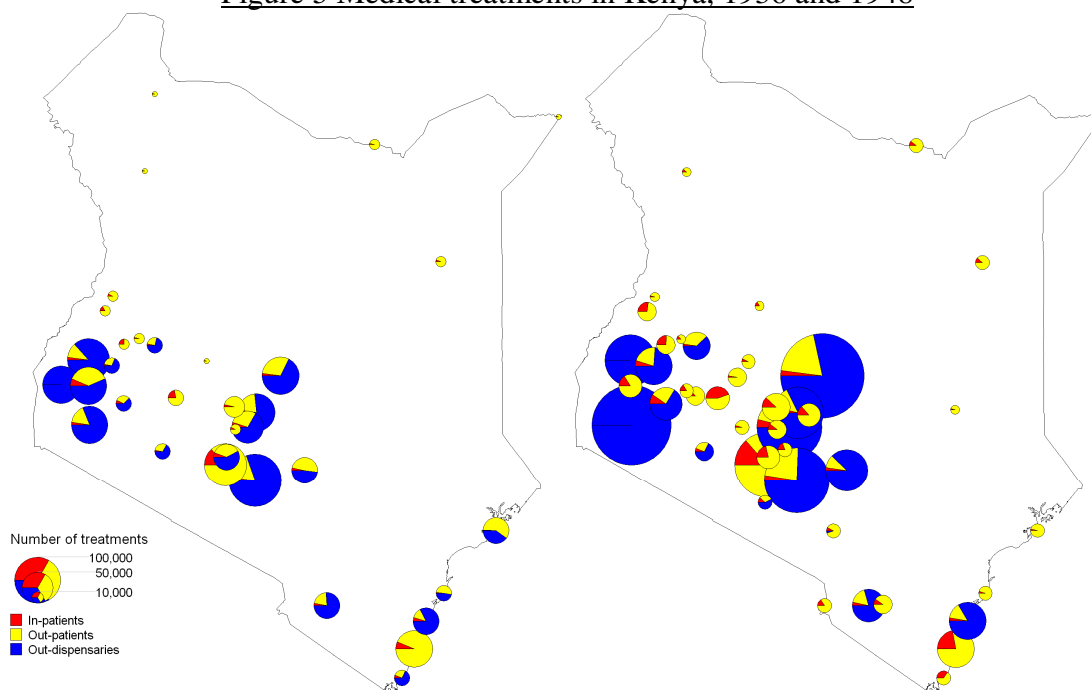 Figure 3 Medical treatments in Kenya, 1936 and 1948
Number of treatments
100,000
50,000
10,000
In-patients
Out-patients
Out-dispensaries